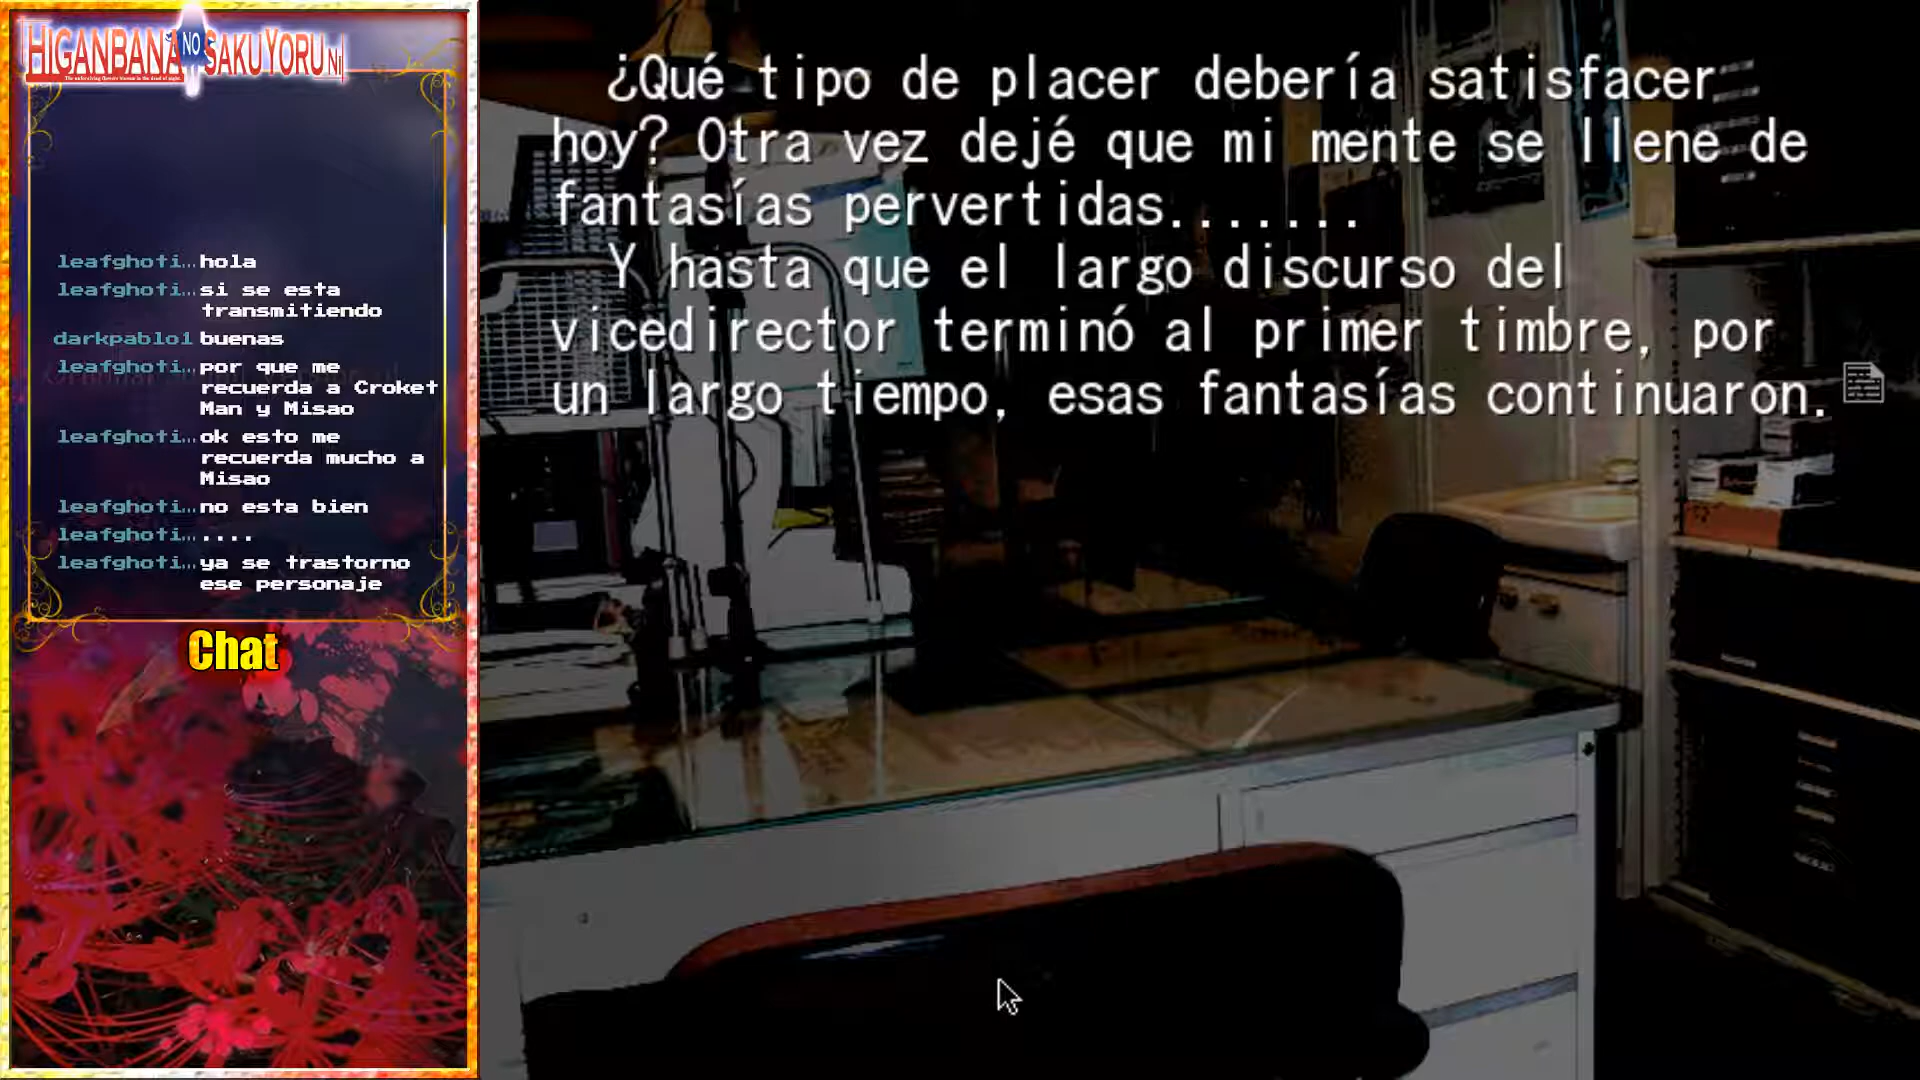 HIGANBANA NO SAKU YORU NI
¿Qué tipo de placer debería satisfacer
hoy? Otra vez dejé que mi mente se llene de
fantasías pervertidas.......
Y hasta que el largo discurso del
vicedirector terminó al primer timbre, por
un largo tiempo, esas fantasías continuaron.
leafghoti… hola
leafghoti… si se esta
transmitiendo
darkpablo1 buenas
leafghoti… por que me
recuerda a Croket
Man y Misao
leafghoti… ok esto me
recuerda mucho a
Misao
leafghoti… no esta bien
leafghoti… ....
leafghoti… ya se trastorno
ese personaje
Chat